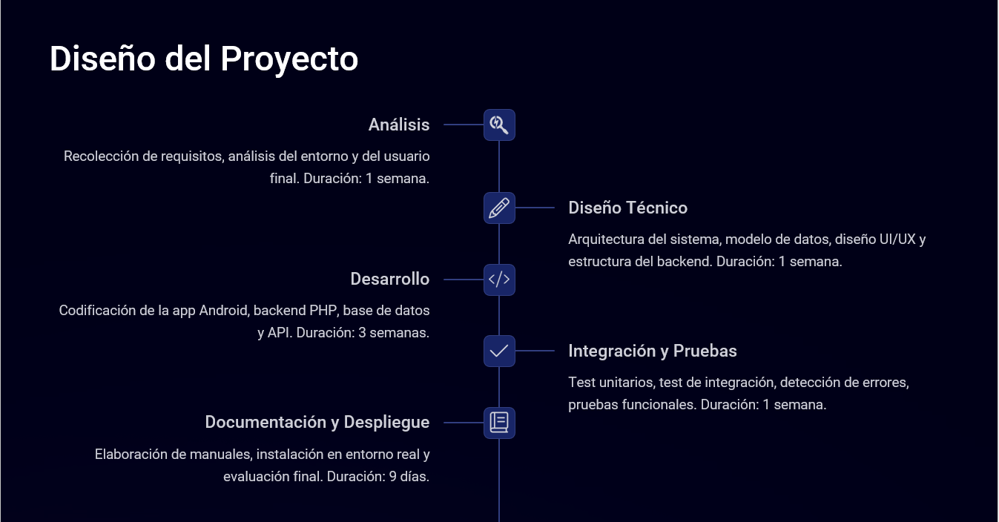 Diseño del Proyecto
Análisis
Recolección de requisitos, análisis del entorno y del usuario
final. Duración: 1 semana.
Diseño Técnico
Arquitectura del sistema, modelo de datos, diseño UI/UX y
estructura del backend. Duración: 1 semana.
Desarrollo
Codificación de la app Android, backend PHP, base de datos
y API. Duración: 3 semanas.
Integración y Pruebas
Test unitarios, test de integración, detección de errores,
pruebas funcionales. Duración: 1 semana.
Documentación y Despliegue
Elaboración de manuales, instalación en entorno real y
evaluación final. Duración: 9 días.